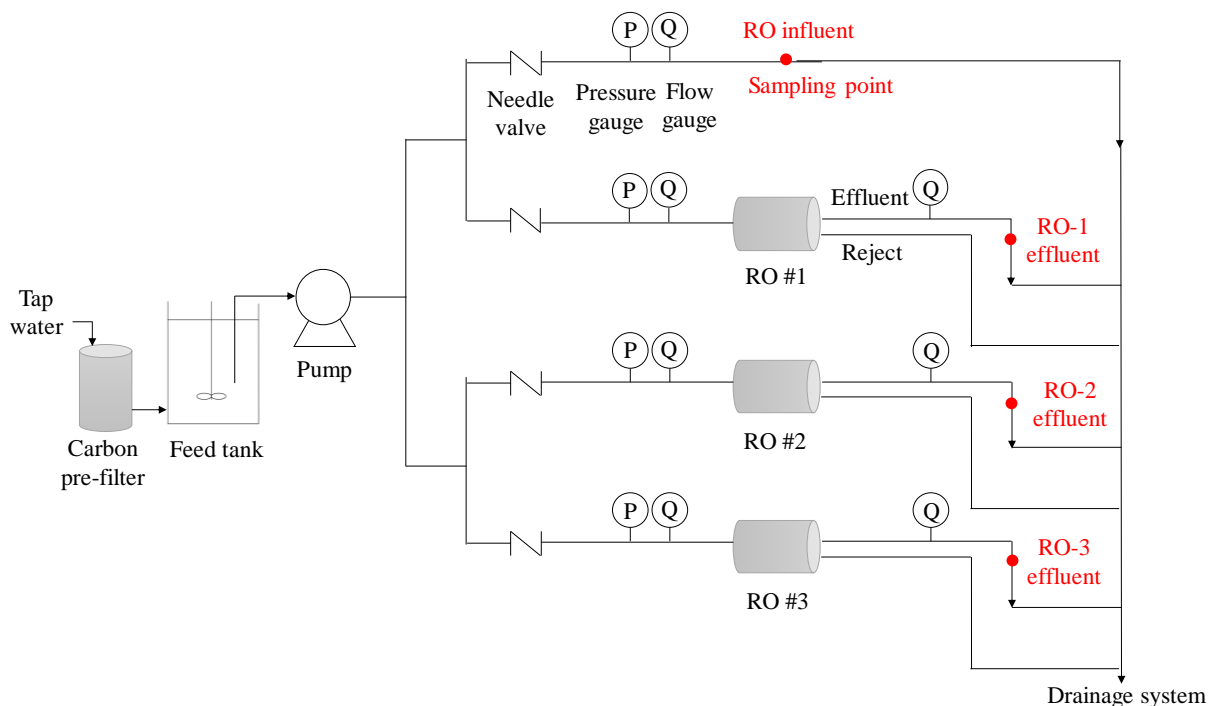 P Q
RO influent
Sampling point
Needle
valve
Pressure
gauge
Flow
gauge
P Q
Effluent
Q
Reject
RO #1
RO-1
effluent
Tap
water
Pump
Carbon
pre-filter
Feed tank
P Q
Q
RO #2
RO-2
effluent
P Q
Q
RO #3
RO-3
effluent
Drainage system